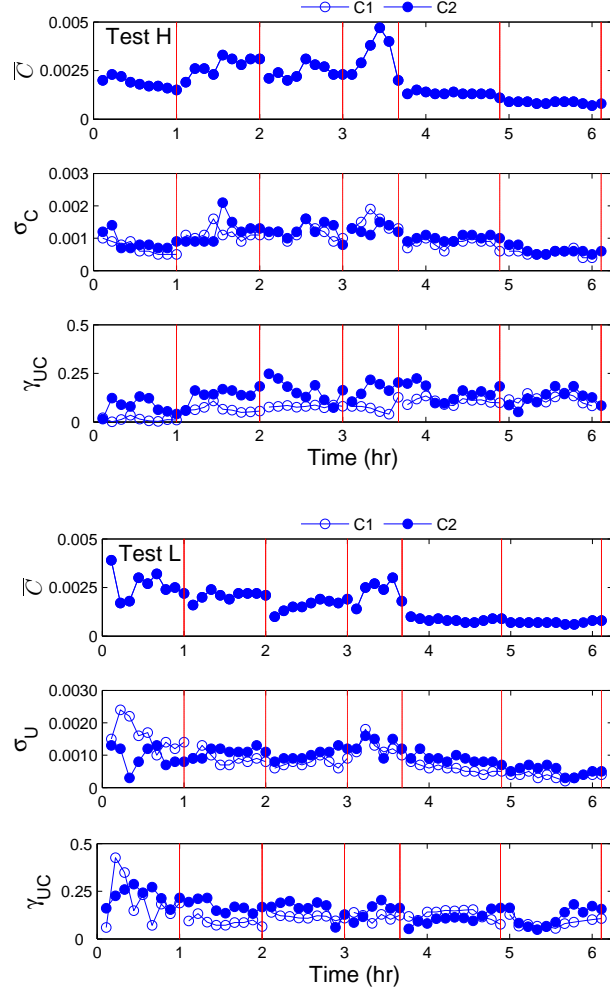 C1 C2
Test H
0.005
0.0025
0
C̅
0 1 2 3 4 5 6
0.003
0.002
0.001
0
σC
0 1 2 3 4 5 6
0.5
0.25
0
γUC
0 1 2 3 4 5 6
Time (hr)
C1 C2
Test L
0.005
0.0025
0
C̅
0 1 2 3 4 5 6
0.0030
0.0020
0.0010
0
σU
0 1 2 3 4 5 6
0.5
0.25
0
γUC
0 1 2 3 4 5 6
Time (hr)